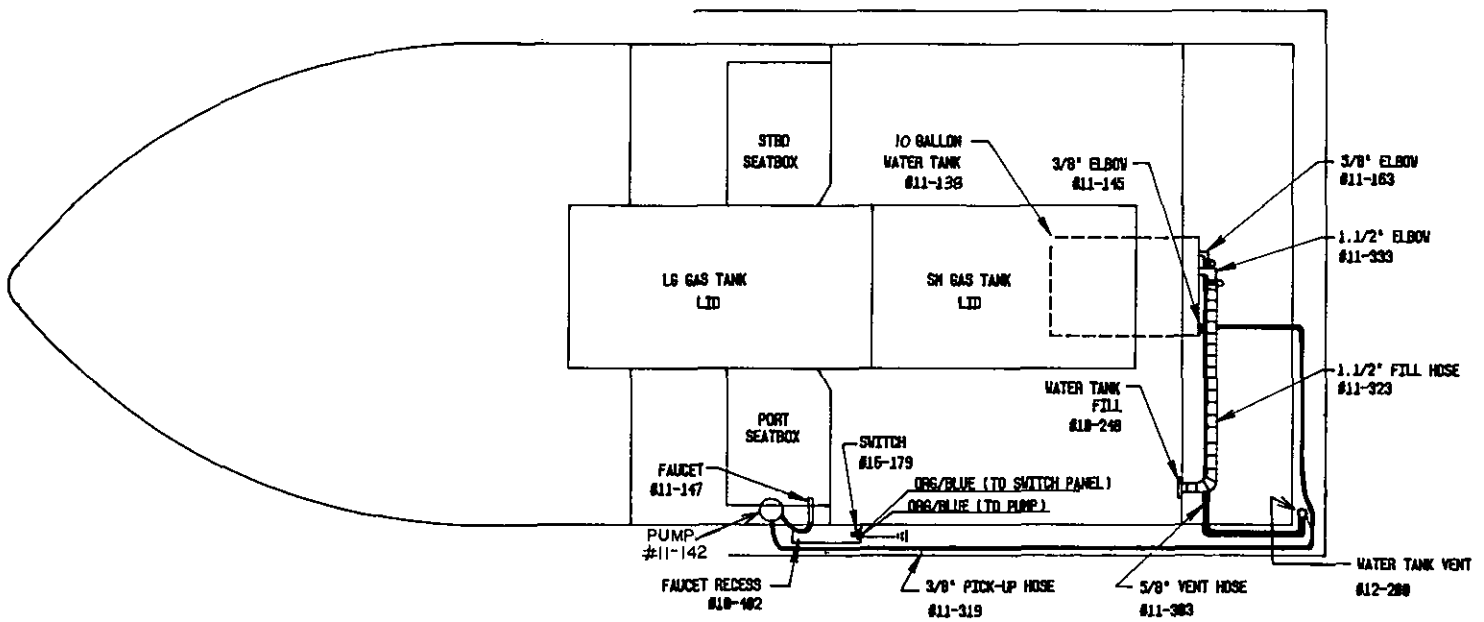 STBD
SEATBOX
10 GALLON
WATER TANK
#11-138
3/8" ELBOW
#11-145
3/8" ELBOW
#11-163
1.1/2" ELBOW
#11-333
LG GAS TANK
LID
SM GAS TANK
LID
1.1/2" FILL HOSE
#11-323
WATER TANK
FILL
#10-248
PORT
SEATBOX
SWITCH
#15-179
FAUCET
#11-147
ORG/BLUE (TO SWITCH PANEL)
ORG/BLUE (TO PUMP)
PUMP
#11-142
FAUCET RECESS
#10-402
3/8" PICK-UP HOSE
#11-319
5/8" VENT HOSE
#11-303
WATER TANK VENT
#12-200